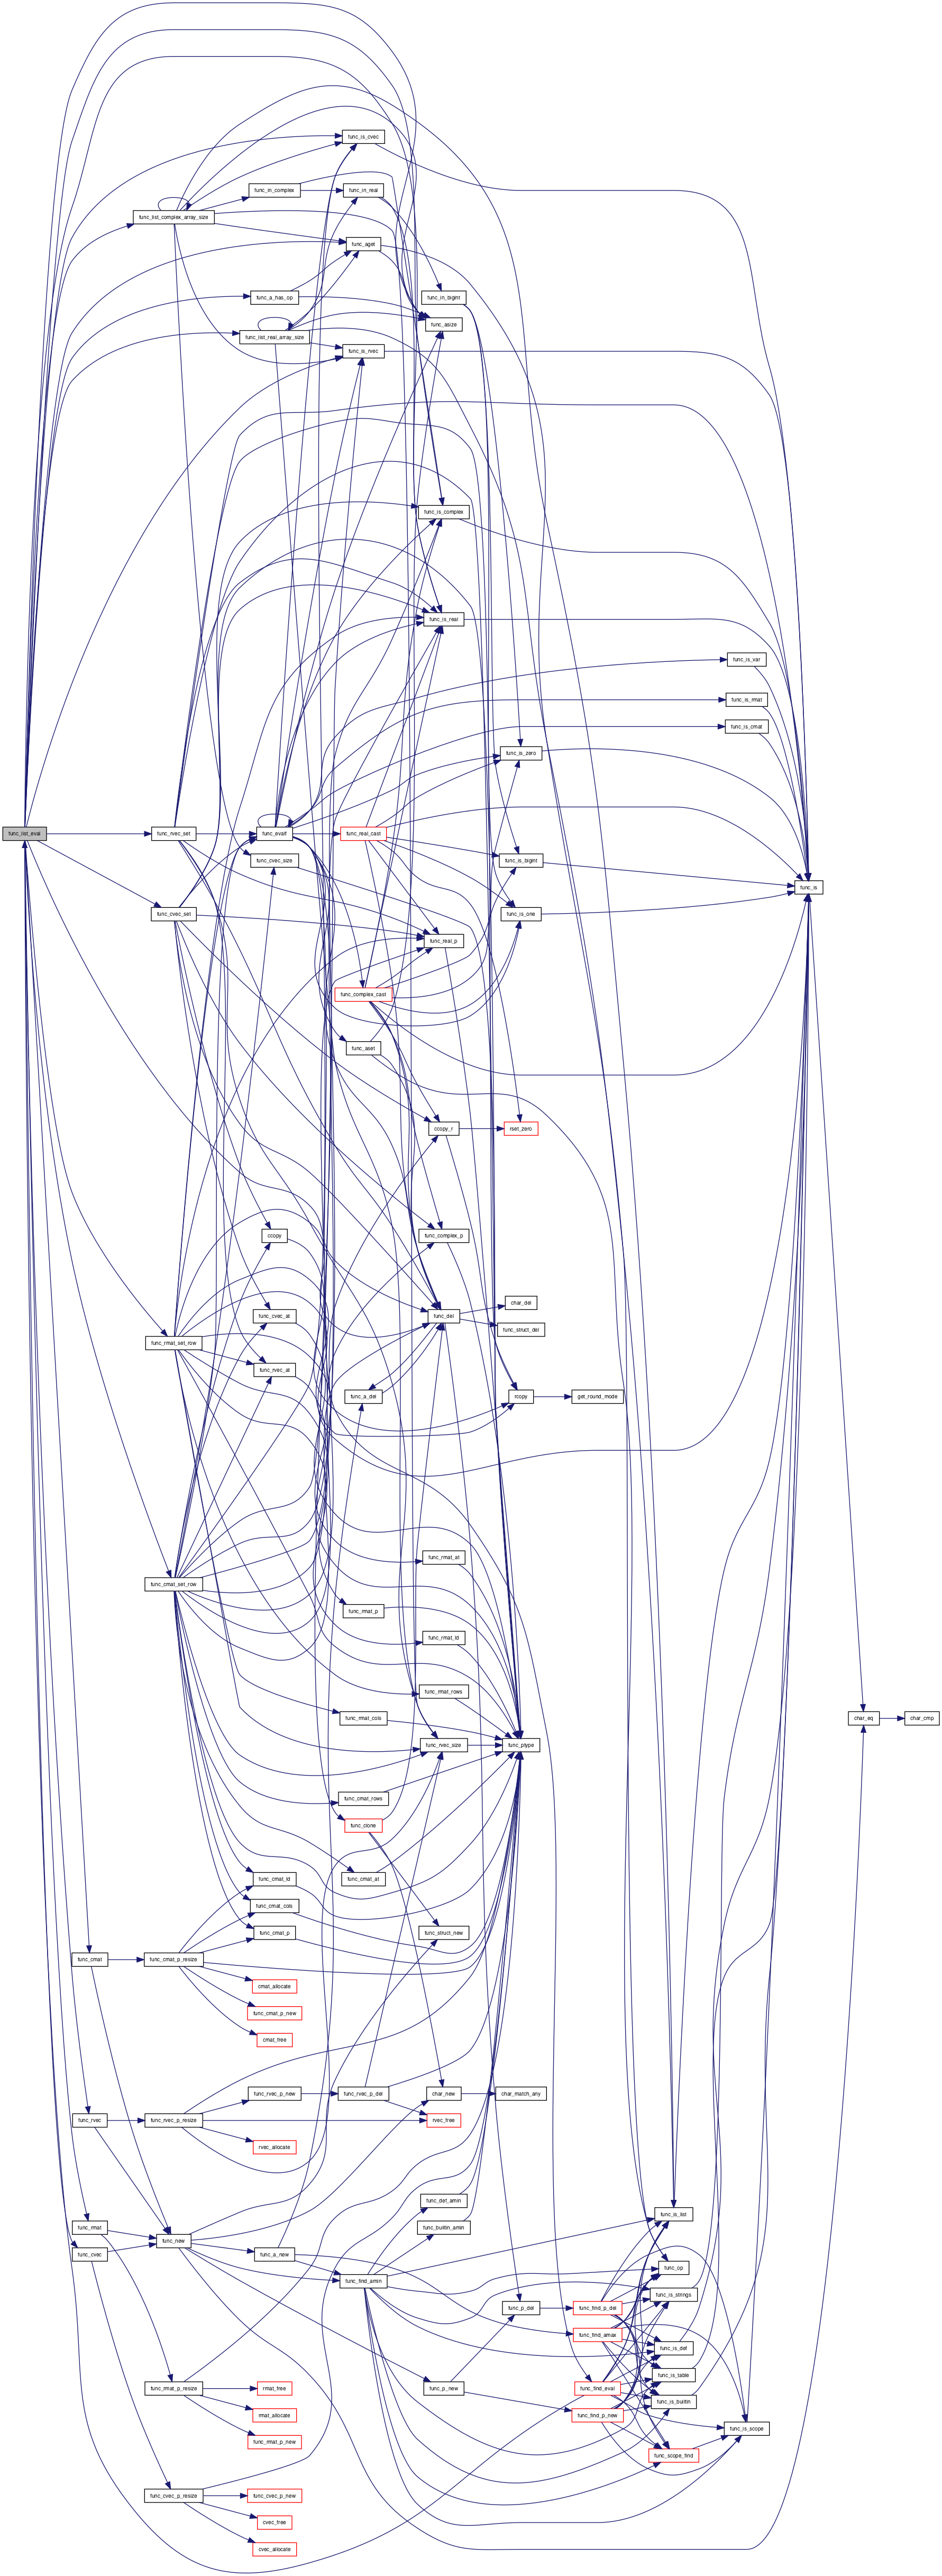 func_is_cvec
func_in_complex
func_in_real
func_list_complex_array_size
func_aget
func_a_has_op
func_in_bigint
func_asize
func_list_real_array_size
func_is_rvec
func_is_complex
func_is_real
func_is_var
func_is_rmat
func_is_cmat
func_is_zero
func_list_eval
func_rvec_set
func_evalf
func_real_cast
func_cvec_size
func_is_bigint
func_is
func_cvec_set
func_is_one
func_real_p
func_complex_cast
func_aset
ccopy_r
rset_zero
ccopy
func_complex_p
char_del
func_cvec_at
func_del
func_struct_del
func_rmat_set_row
func_rvec_at
func_a_del
rcopy
get_round_mode
func_rmat_at
func_cmat_set_row
func_rmat_p
func_rmat_id
func_rmat_rows
func_rmat_cols
char_eq
char_cmp
func_rvec_size
func_ptype
func_cmat_rows
func_clone
func_cmat_id
func_cmat_at
func_cmat_cols
func_cmat_p
func_struct_new
func_cmat
func_cmat_p_resize
cmat_allocate
func_cmat_p_new
cmat_free
func_rvec_p_new
func_rvec_p_del
char_new
char_match_any
func_rvec
func_rvec_p_resize
rvec_free
rvec_allocate
func_det_amin
func_is_list
func_rmat
func_builtin_amin
func_new
func_cvec
func_a_new
func_op
func_find_amin
func_is_strings
func_p_del
func_find_p_del
func_find_amax
func_is_def
func_is_table
func_rmat_p_resize
rmat_free
func_p_new
func_find_eval
func_is_builtin
rmat_allocate
func_find_p_new
func_is_scope
func_rmat_p_new
func_scope_find
func_cvec_p_resize
func_cvec_p_new
cvec_free
cvec_allocate